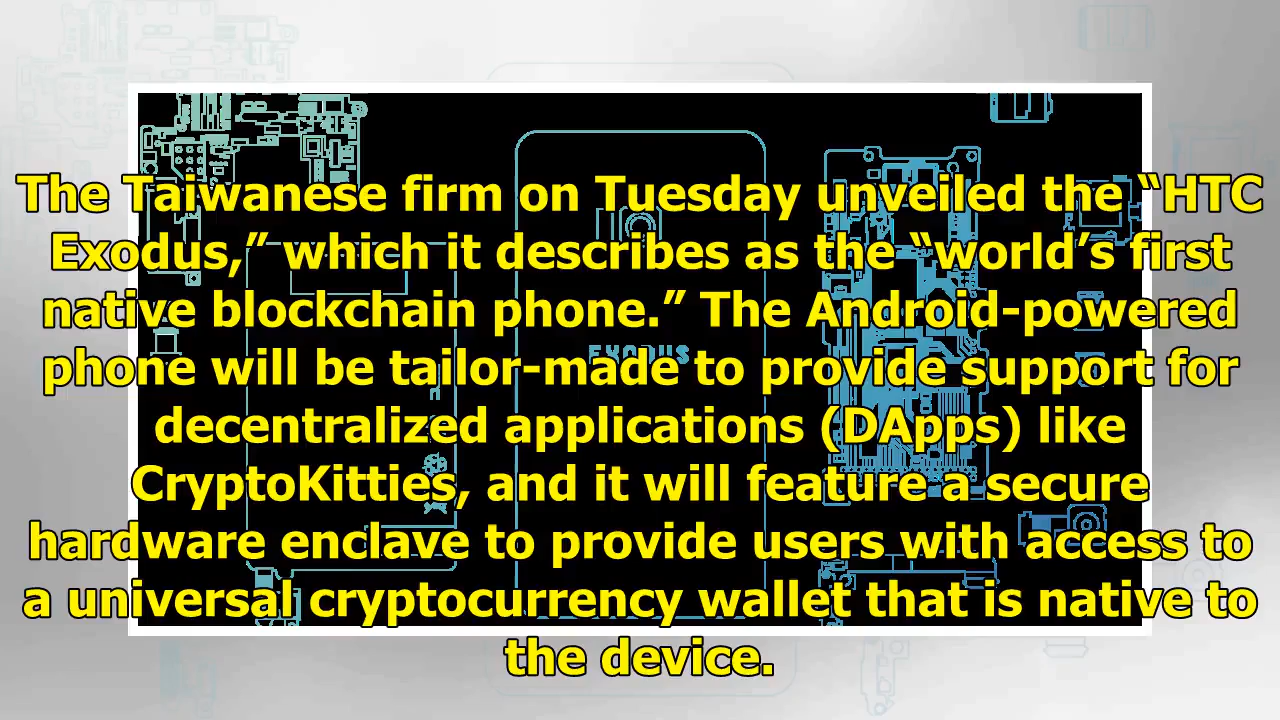 The Taiwanese firm on Tuesday unveiled the “HTC
Exodus,” which it describes as the “world’s first
native blockchain phone.” The Android-powered
phone will be tailor-made to provide support for
EXODUS
decentralized applications (DApps) like
CryptoKitties, and it will feature a secure
hardware enclave to provide users with access to
a universal cryptocurrency wallet that is native to
the device.